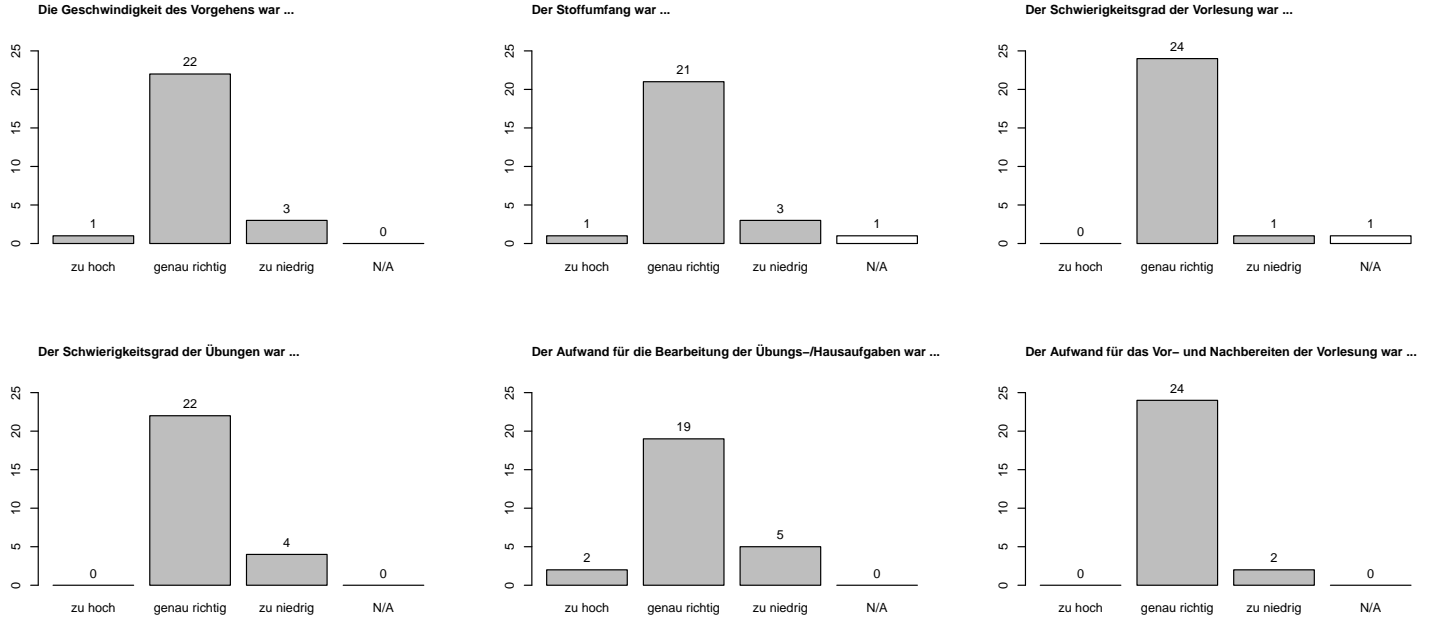 Die Geschwindigkeit des Vorgehens war ...
25
20
15
10
5
0
1
22
3
0
zu hoch
genau richtig
zu niedrig
N/A
Der Stoffumfang war ...
25
20
15
10
5
0
1
21
3
1
zu hoch
genau richtig
zu niedrig
N/A
Der Schwierigkeitsgrad der Vorlesung war ...
25
20
15
10
5
0
0
24
1
1
zu hoch
genau richtig
zu niedrig
N/A
Der Schwierigkeitsgrad der Übungen war ...
25
20
15
10
5
0
0
22
4
0
zu hoch
genau richtig
zu niedrig
N/A
Der Aufwand für die Bearbeitung der Übungs−/Hausaufgaben war ...
25
20
15
10
5
0
2
19
5
0
zu hoch
genau richtig
zu niedrig
N/A
Der Aufwand für das Vor− und Nachbereiten der Vorlesung war ...
25
20
15
10
5
0
0
24
2
0
zu hoch
genau richtig
zu niedrig
N/A